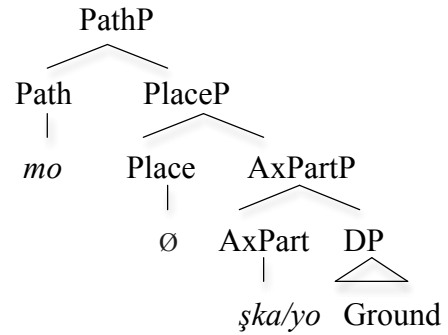 PathP
Path PlaceP
mo Place AxPartP
Ø AxPart DP
şka/yo Ground